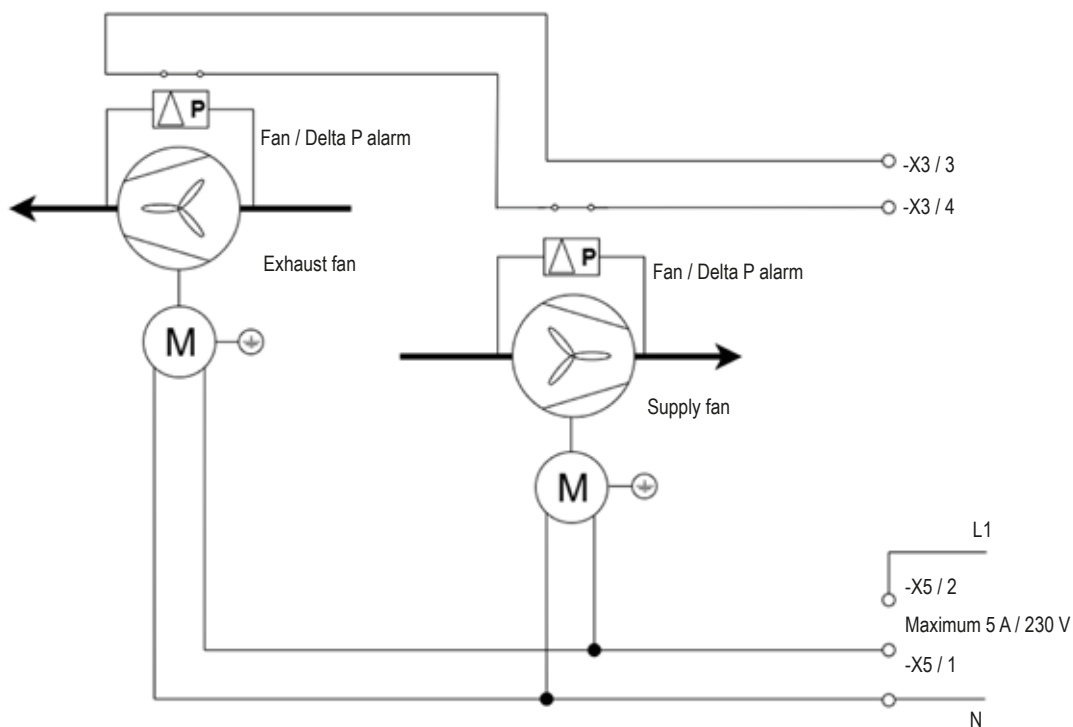 P
Fan / Delta P alarm
-X3 / 3
-X3 / 4
Exhaust fan
P
Fan / Delta P alarm
M
Supply fan
M
L1
-X5 / 2
Maximum 5 A / 230 V
-X5 / 1
N